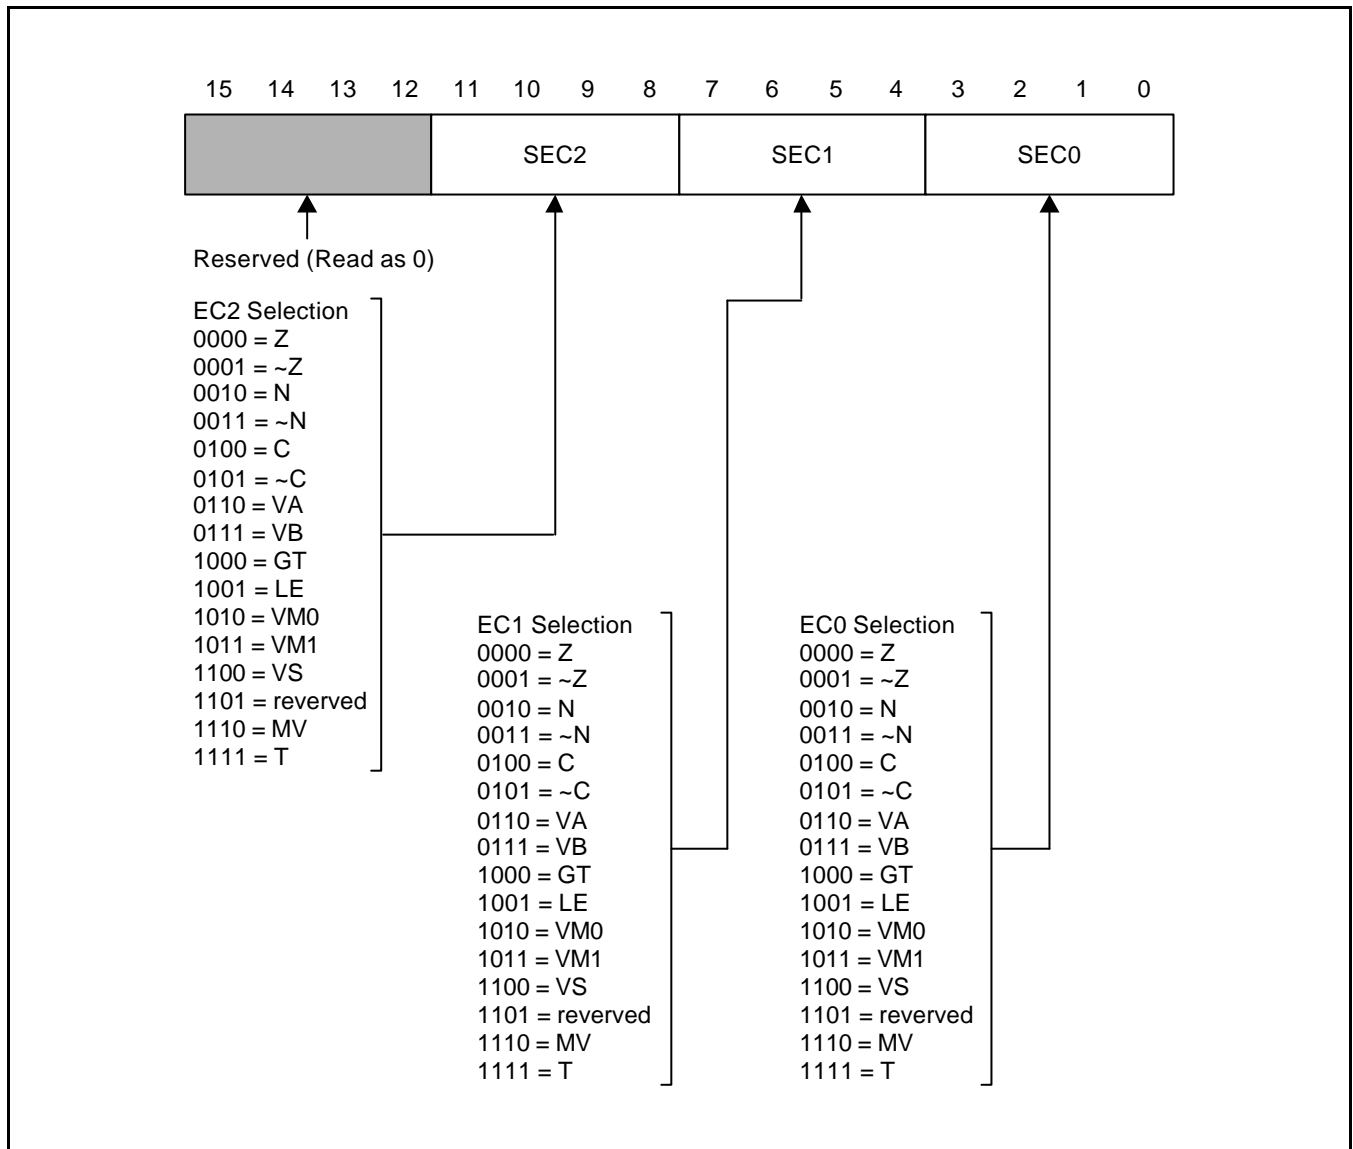 15 14 13 12 11 10 9 8 7 6 5 4 3 2 1 0
SEC2 SEC1 SEC0
Reserved (Read as 0)
EC2 Selection
0000 = Z
0001 = ~Z
0010 = N
0011 = ~N
0100 = C
0101 = ~C
0110 = VA
0111 = VB
1000 = GT
1001 = LE
1010 = VM0
1011 = VM1
1100 = VS
1101 = reverved
1110 = MV
1111 = T
EC1 Selection
0000 = Z
0001 = ~Z
0010 = N
0011 = ~N
0100 = C
0101 = ~C
0110 = VA
0111 = VB
1000 = GT
1001 = LE
1010 = VM0
1011 = VM1
1100 = VS
1101 = reverved
1110 = MV
1111 = T
EC0 Selection
0000 = Z
0001 = ~Z
0010 = N
0011 = ~N
0100 = C
0101 = ~C
0110 = VA
0111 = VB
1000 = GT
1001 = LE
1010 = VM0
1011 = VM1
1100 = VS
1101 = reverved
1110 = MV
1111 = T